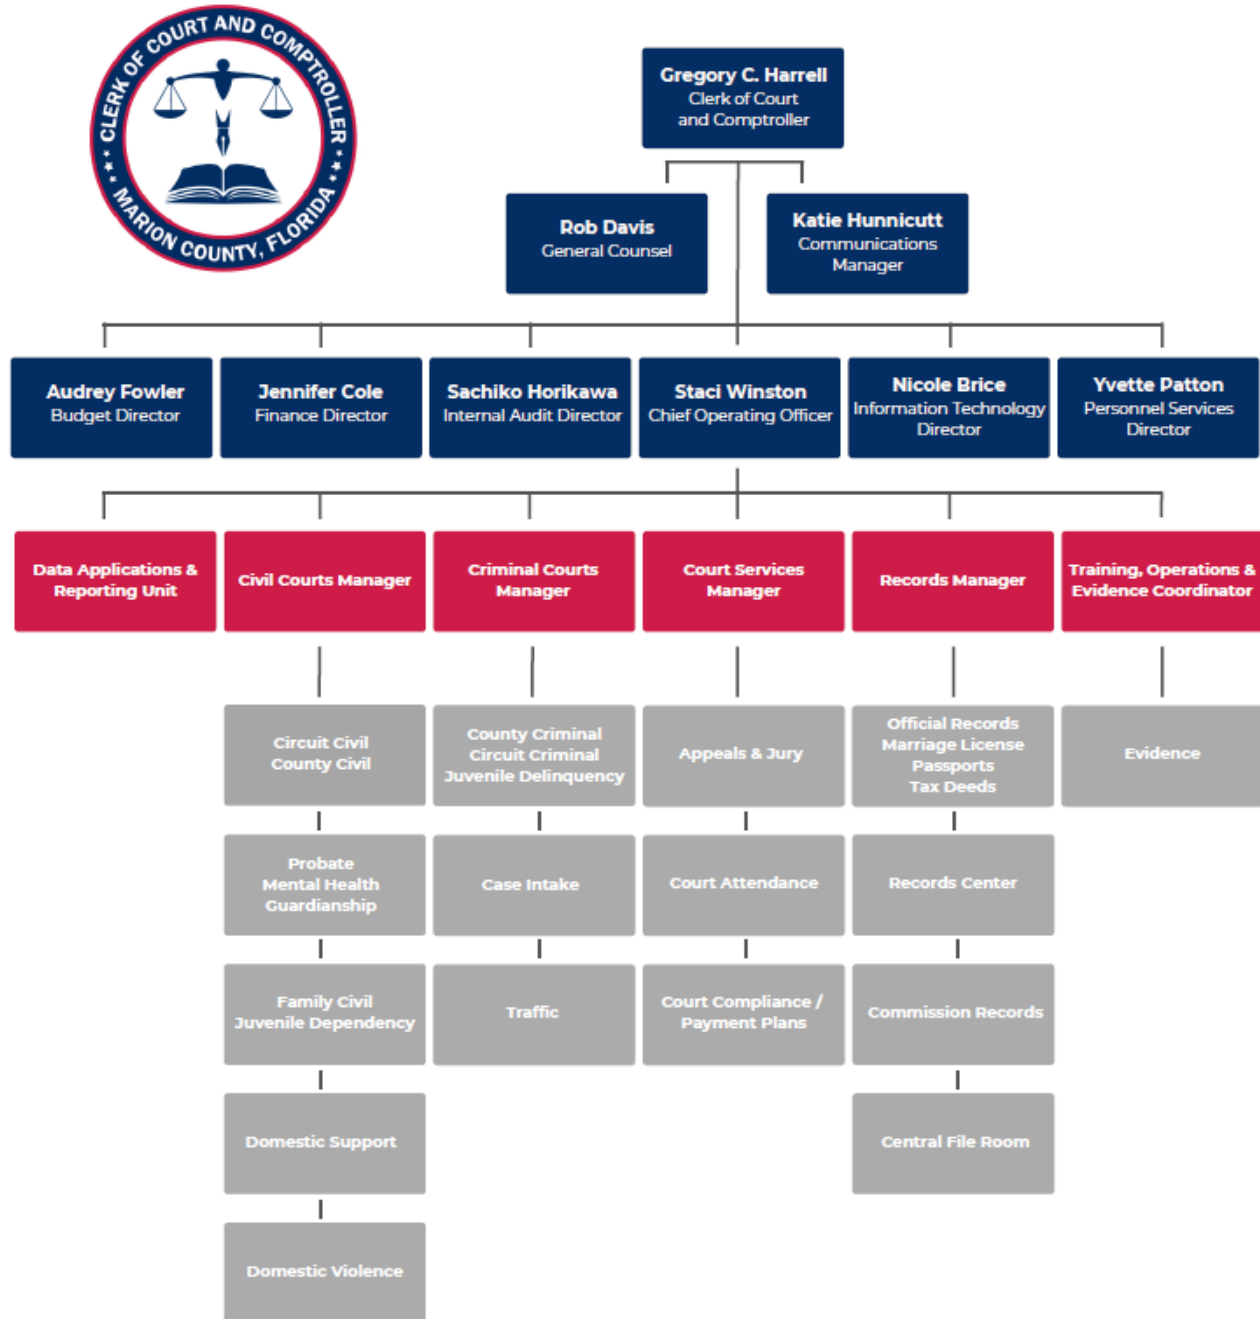 CLERK OF COURT AND COMPTROLLER
MARION COUNTY, FLORIDA
Gregory C. Harrell
Clerk of Court
and Comptroller
Rob Davis
General Counsel
Katie Hunnicutt
Communications
Manager
Audrey Fowler
Budget Director
Jennifer Cole
Finance Director
Sachiko Horikawa
Internal Audit Director
Staci Winston
Chief Operating Officer
Nicole Brice
Information Technology
Director
Yvette Patton
Personnel Services
Director
Data Applications &
Reporting Unit
Civil Courts Manager
Criminal Courts
Manager
Court Services
Manager
Records Manager
Training, Operations &
Evidence Coordinator
Circuit Civil
County Civil
County Criminal
Circuit Criminal
Juvenile Delinquency
Appeals & Jury
Official Records
Marriage License
Passports
Tax Deeds
Evidence
Probate
Mental Health
Guardianship
Case Intake
Court Attendance
Records Center
Family Civil
Juvenile Dependency
Traffic
Court Compliance /
Payment Plans
Commission Records
Domestic Support
Central File Room
Domestic Violence